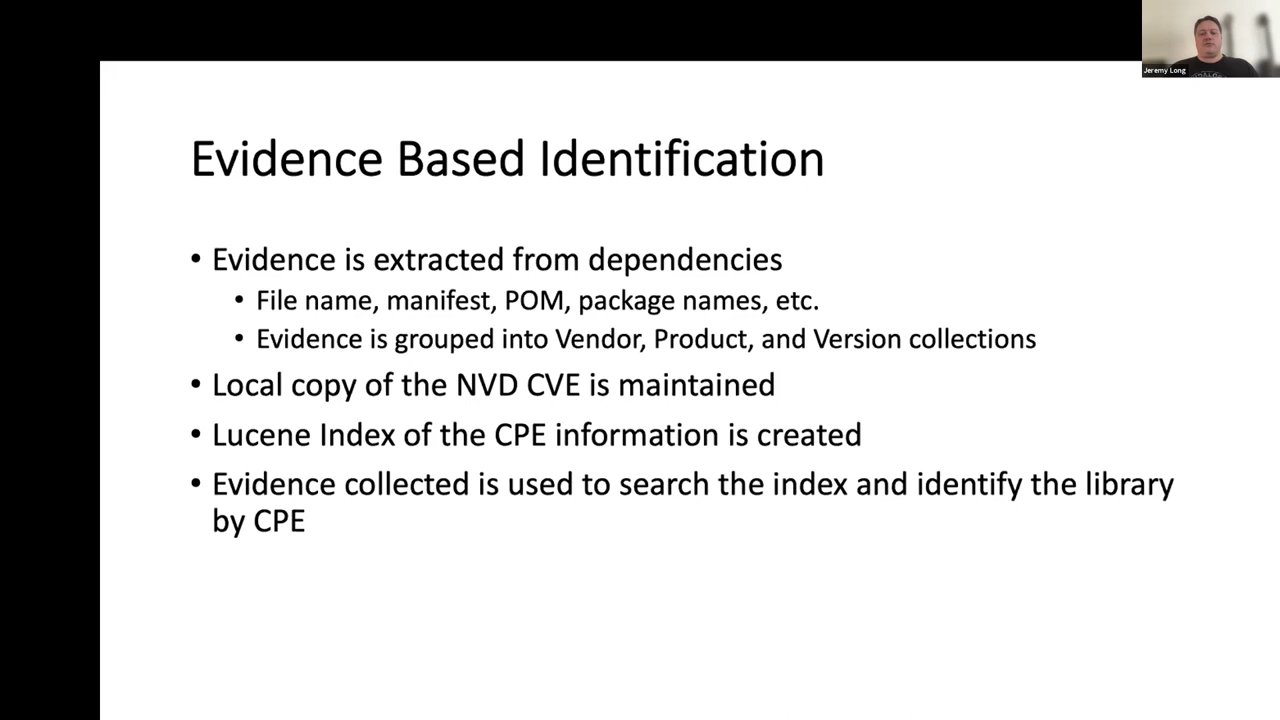 Jeremy Long
Evidence Based Identification
• Evidence is extracted from dependencies
• File name, manifest, POM, package names, etc.
• Evidence is grouped into Vendor, Product, and Version collections
• Local copy of the NVD CVE is maintained
• Lucene Index of the CPE information is created
• Evidence collected is used to search the index and identify the library
by CPE